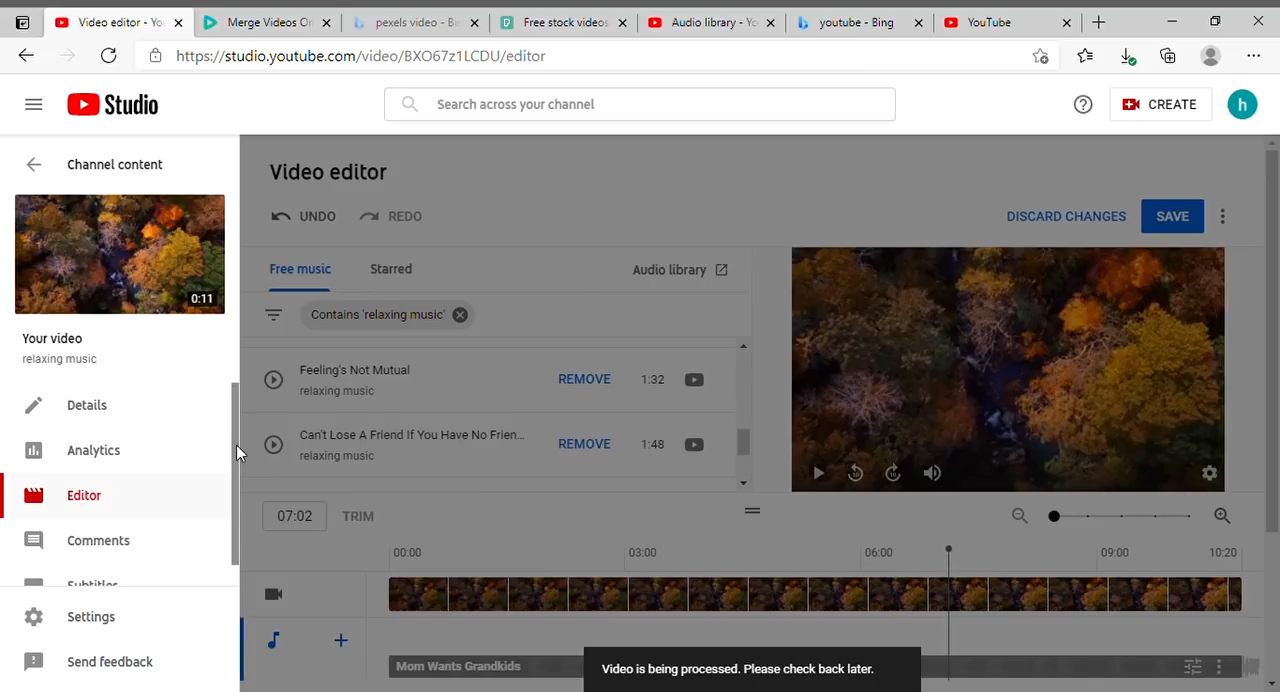 Video editor - You
Merge Videos On
pexels video - Bin
Free stock videos
Audio library - Yo
youtube - Bing
YouTube
https://studio.youtube.com/video/BXO67z1LCDU/editor
Studio
Search across your channel
CREATE
h
Channel content
Video editor
UNDO
REDO
DISCARD CHANGES
SAVE
Free music
Starred
Audio library
0:11
Contains 'relaxing music'
Your video
relaxing music
Feeling's Not Mutual
relaxing music
REMOVE
1:32
Details
Can't Lose A Friend If You Have No Frien...
relaxing music
REMOVE
1:48
Analytics
Editor
07:02
TRIM
Comments
00:00
03:00
06:00
09:00
10:20
Subtitles
Settings
Send feedback
Mom Wants Grandkids
Video is being processed. Please check back later.